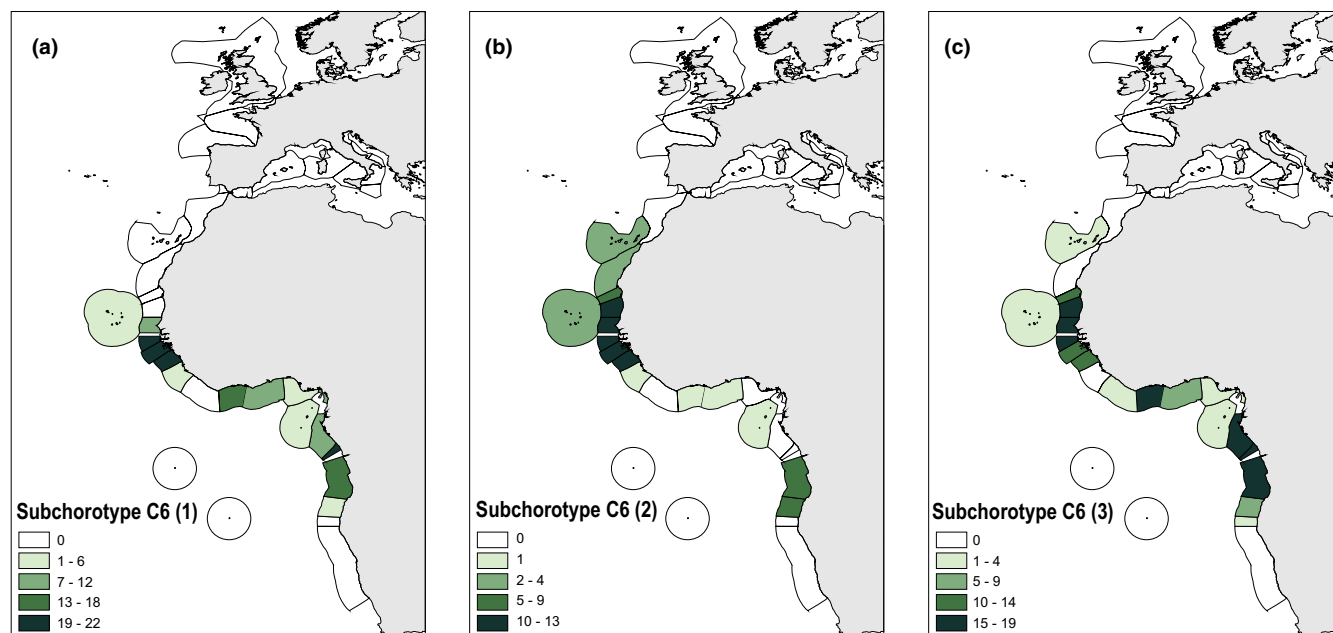 (a)
Subchorotype C6 (1)
0
1 - 6
7 - 12
13 - 18
19 - 22
(b)
Subchorotype C6 (2)
0
1
2 - 4
5 - 9
10 - 13
(c)
Subchorotype C6 (3)
0
1 - 4
5 - 9
10 - 14
15 - 19